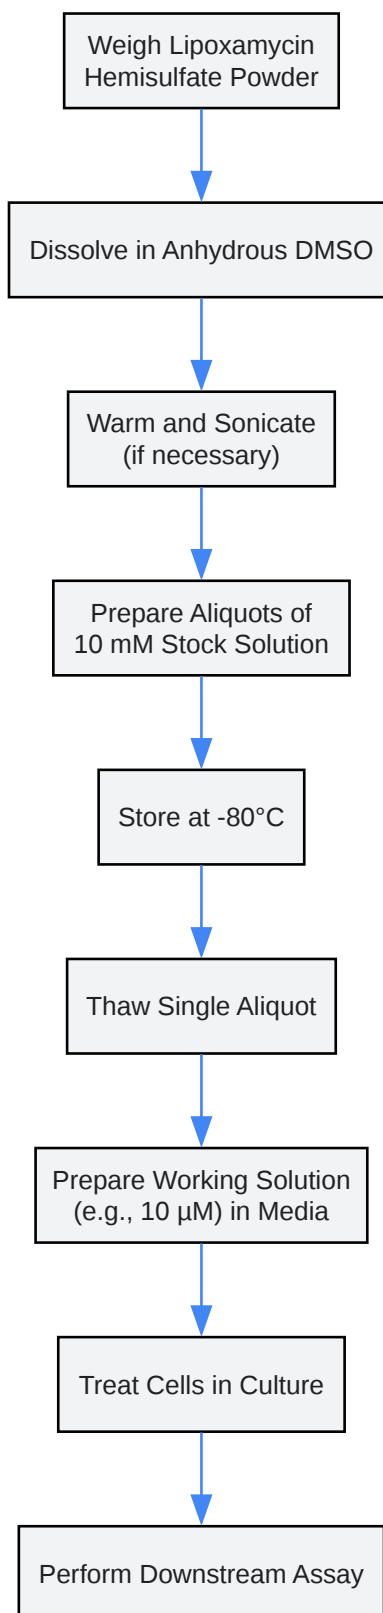 Weigh Lipoxamycin
Hemisulfate Powder
Dissolve in Anhydrous DMSO
Warm and Sonicate
(if necessary)
Prepare Aliquots of
10 mM Stock Solution
Store at -80°C
Thaw Single Aliquot
Prepare Working Solution
(e.g., 10 µM) in Media
Treat Cells in Culture
Perform Downstream Assay